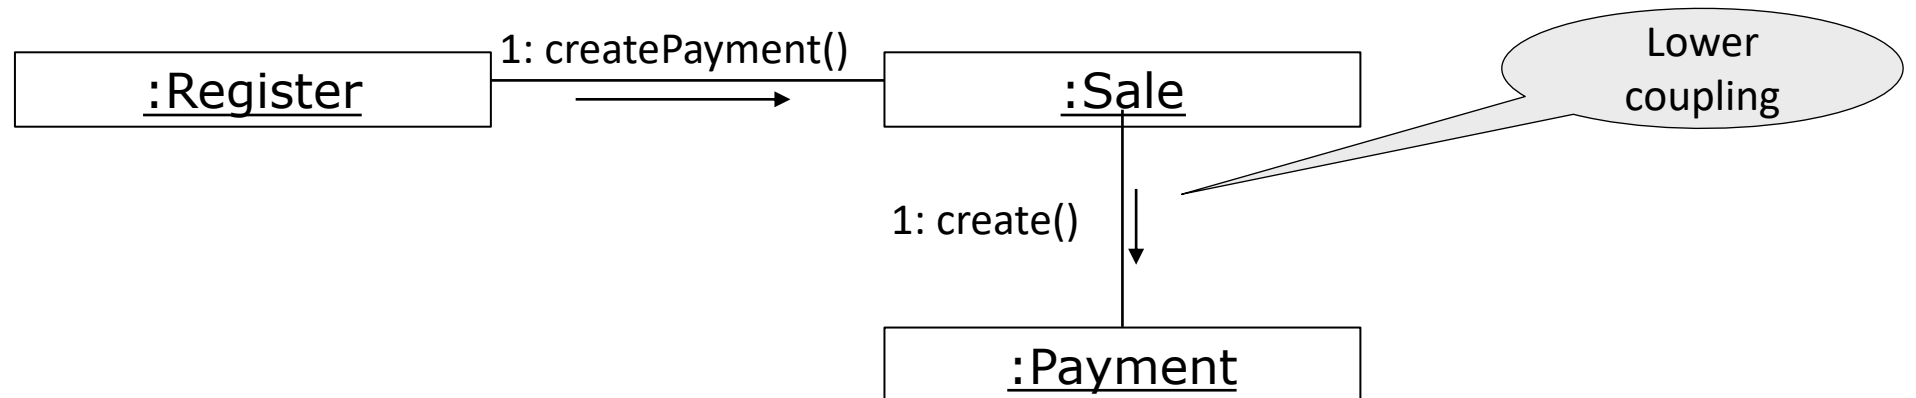 1: createPayment()
:Register
:Sale
Lower
coupling
1: create()
:Payment